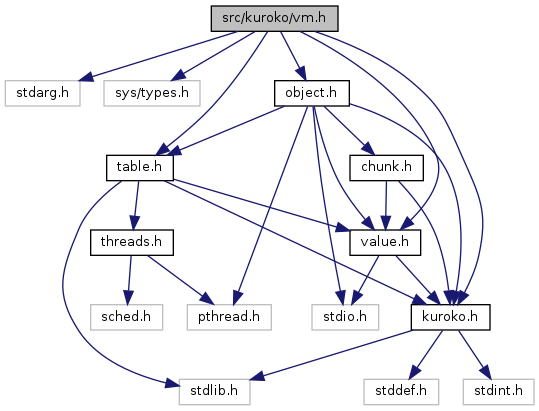 src/kuroko/vm.h
stdarg.h
sys/types.h
object.h
table.h
chunk.h
threads.h
value.h
sched.h
pthread.h
stdio.h
kuroko.h
stdlib.h
stddef.h
stdint.h